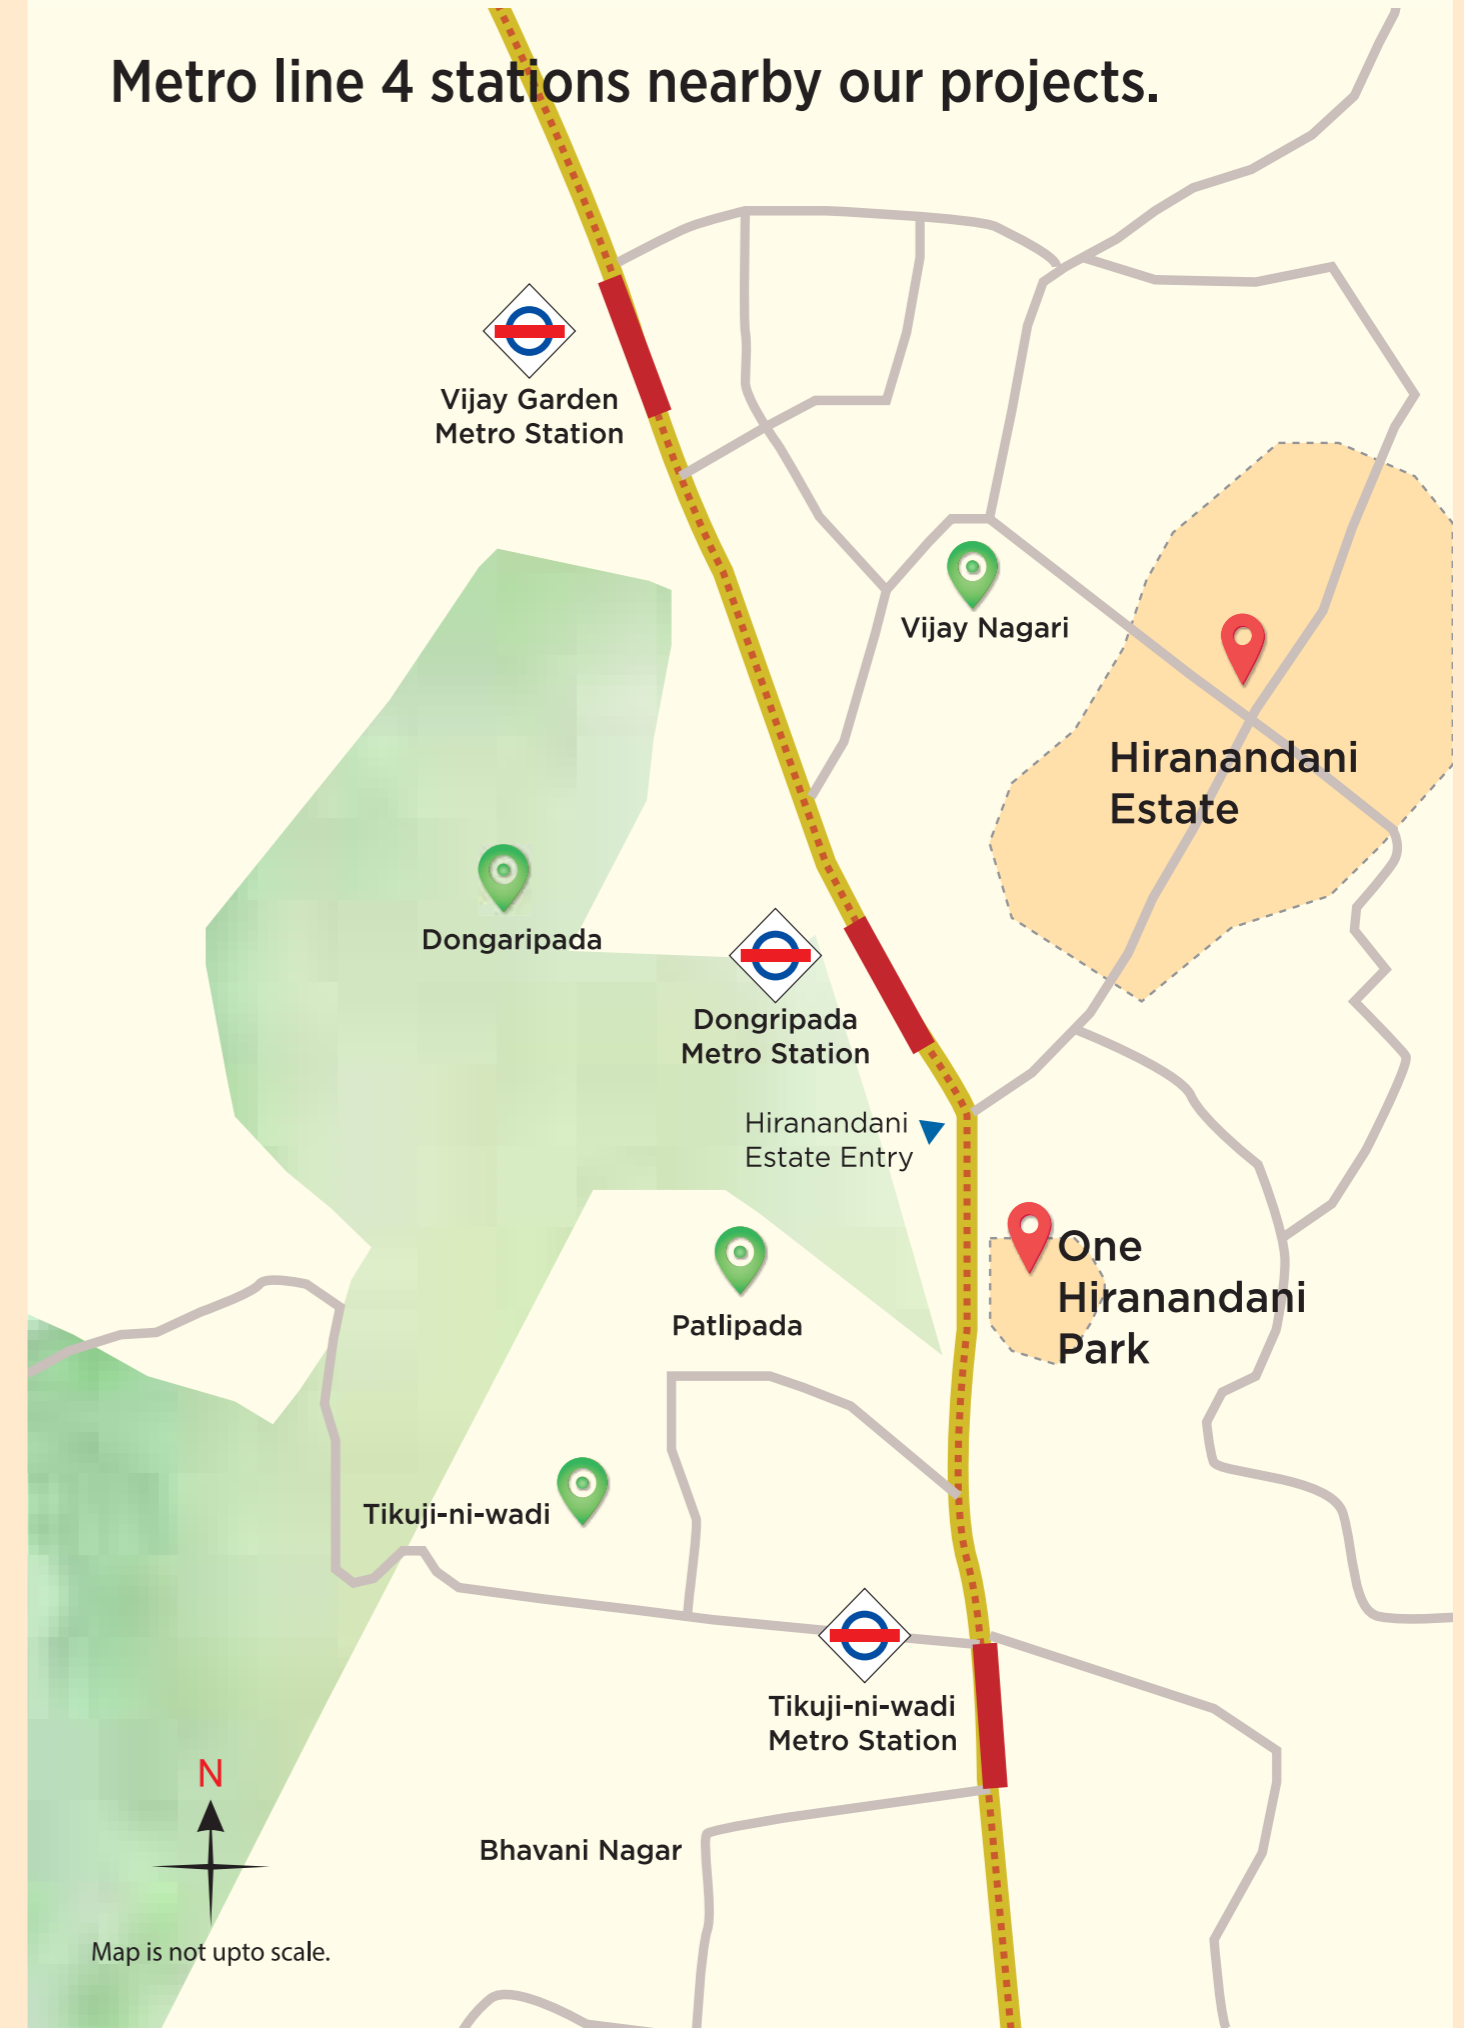 Metro line 4 stations nearby our projects.
Vijay Garden
Metro Station
Vijay Nagari
Hiranandani
Estate
Dongaripada
Dongripada
Metro Station
Hiranandani
Estate Entry
One
Hiranandani
Park
Patlipada
Tikuji-ni-wadi
Tikuji-ni-wadi
Metro Station
N
Bhavani Nagar
Map is not upto scale.